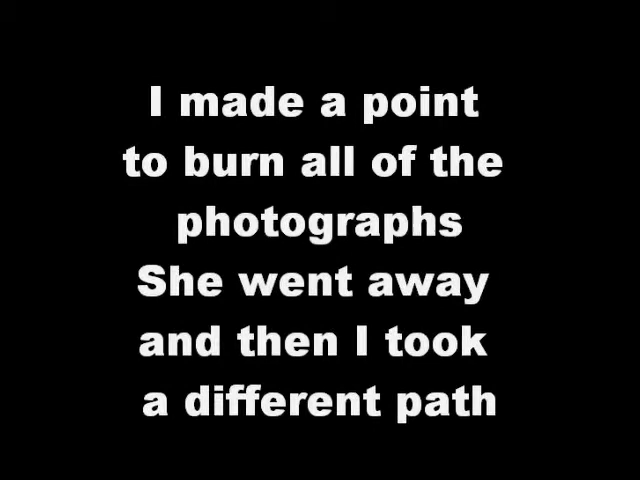 I made a point
to burn all of the
photographs
She went away
and then I took
a different path